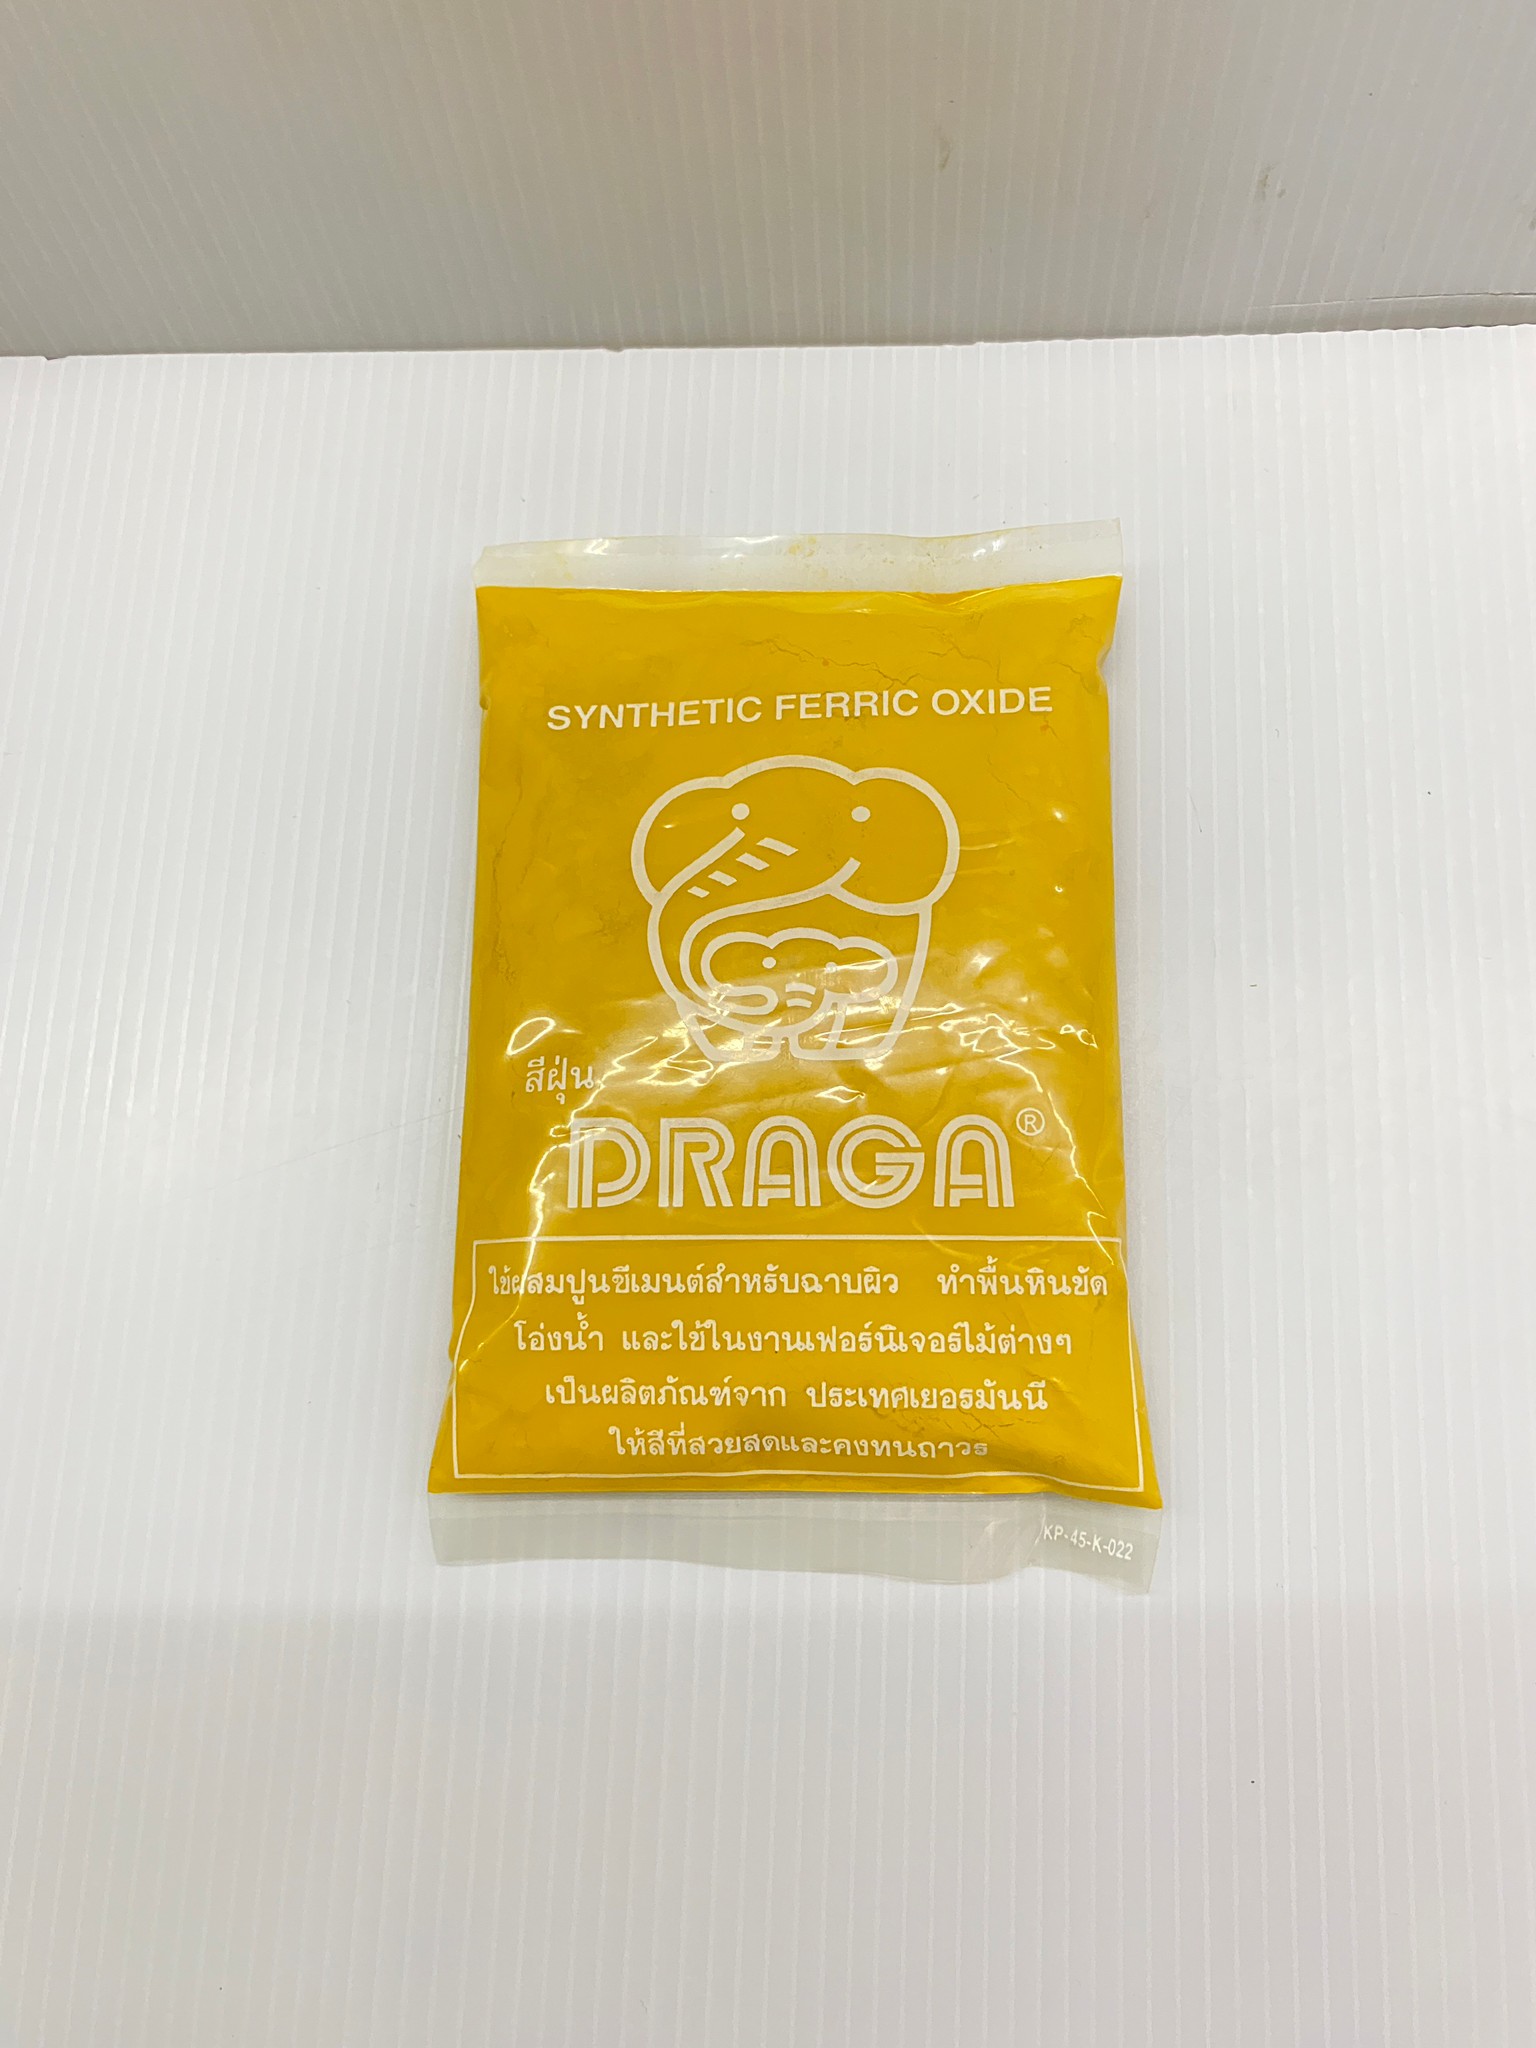 SYNTHETIC FERRIC OXIDE
สีฝุ่น
DRAGA®
ใช้ผสมปูนซีเมนต์สำหรับฉาบผิว ทำพื้นหินขัด
โอ่งน้ำ และใช้ในงานเฟอร์นิเจอร์ไม้ต่างๆ
เป็นผลิตภัณฑ์จาก ประเทศเยอรมันนี
ให้สีที่สวยสดและคงทนถาวร
KP-45-K-022